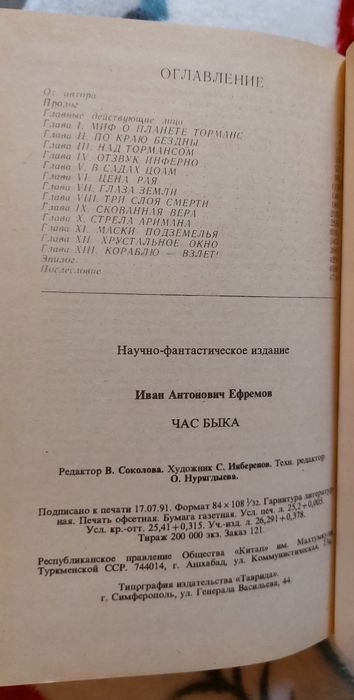 ОГЛАВЛЕНИЕ
От автора
Пролог
Главные действующие лица
Глава I. МИФ О ПЛАНЕТЕ ТОРМАНС
Глава II. ПО КРАЮ БЕЗДНЫ
Глава III. НАД ТОРМАНСОМ
Глава IV. ОТЗВУК ИНФЕРНО
Глава V. В САДАХ ЦОАМ
Глава VI. ЦЕНА РАЯ
Глава VII. ГЛАЗА ЗЕМЛИ
Глава VIII. ТРИ СЛОЯ СМЕРТИ
Глава IX. СКОВАННАЯ ВЕРА
Глава X. СТРЕЛА АРИМАНА
Глава XI. МАСКИ ПОДЗЕМЕЛЬЯ
Глава XII. ХРУСТАЛЬНОЕ ОКНО
Глава XIII. КОРАБЛЮ — ВЗЛЕТ!
Эпилог
Послесловие
Научно-фантастическое издание
Иван Антонович Ефремов
ЧАС БЫКА
Редактор В. Соколова. Художник С. Ияберенов. Техн. редактор
О. Нуригдыева.
Подписано к печати 17.07.91. Формат 84 × 108 1/32. Гарнитура литератур-
ная. Печать офсетная. Бумага газетная. Усл. печ. л. 25,2+0,005.
Усл. кр.-отт. 25,41+0,315. Уч.-изд. л. 26,291+0,378.
Тираж 200 000 экз. Заказ 121.
Республиканское правление Общества «Китап» им. Махтумкули
Туркменской ССР. 744014, г. Ашхабад, ул. Коммунистическая,
Типография издательства «Таврида».
г. Симферополь, ул. Генерала Васильева, 44.